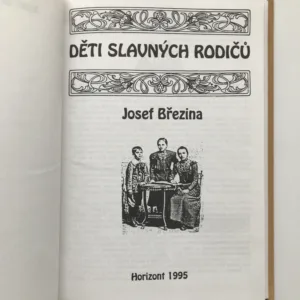 DĚTI SLAVNÝCH RODIČŮ
Josef Březina
Horizont 1995